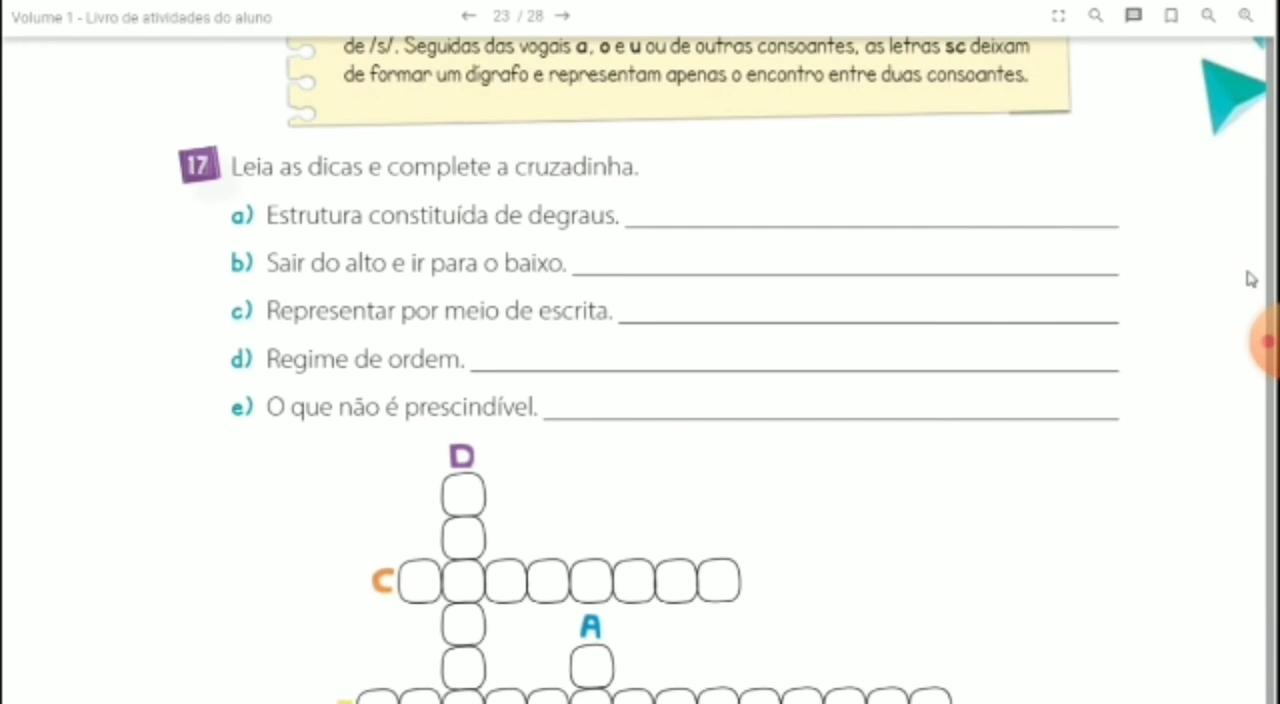 Volume 1 - Livro de atividades do aluno
← 23 / 28 →
de /s/. Seguidas das vogais a, o e u ou de outras consoantes, as letras sc deixam
de formar um dígrafo e representam apenas o encontro entre duas consoantes.
17 Leia as dicas e complete a cruzadinha.
a) Estrutura constituída de degraus.
b) Sair do alto e ir para o baixo.
c) Representar por meio de escrita.
d) Regime de ordem.
e) O que não é prescindível.
D
C
A